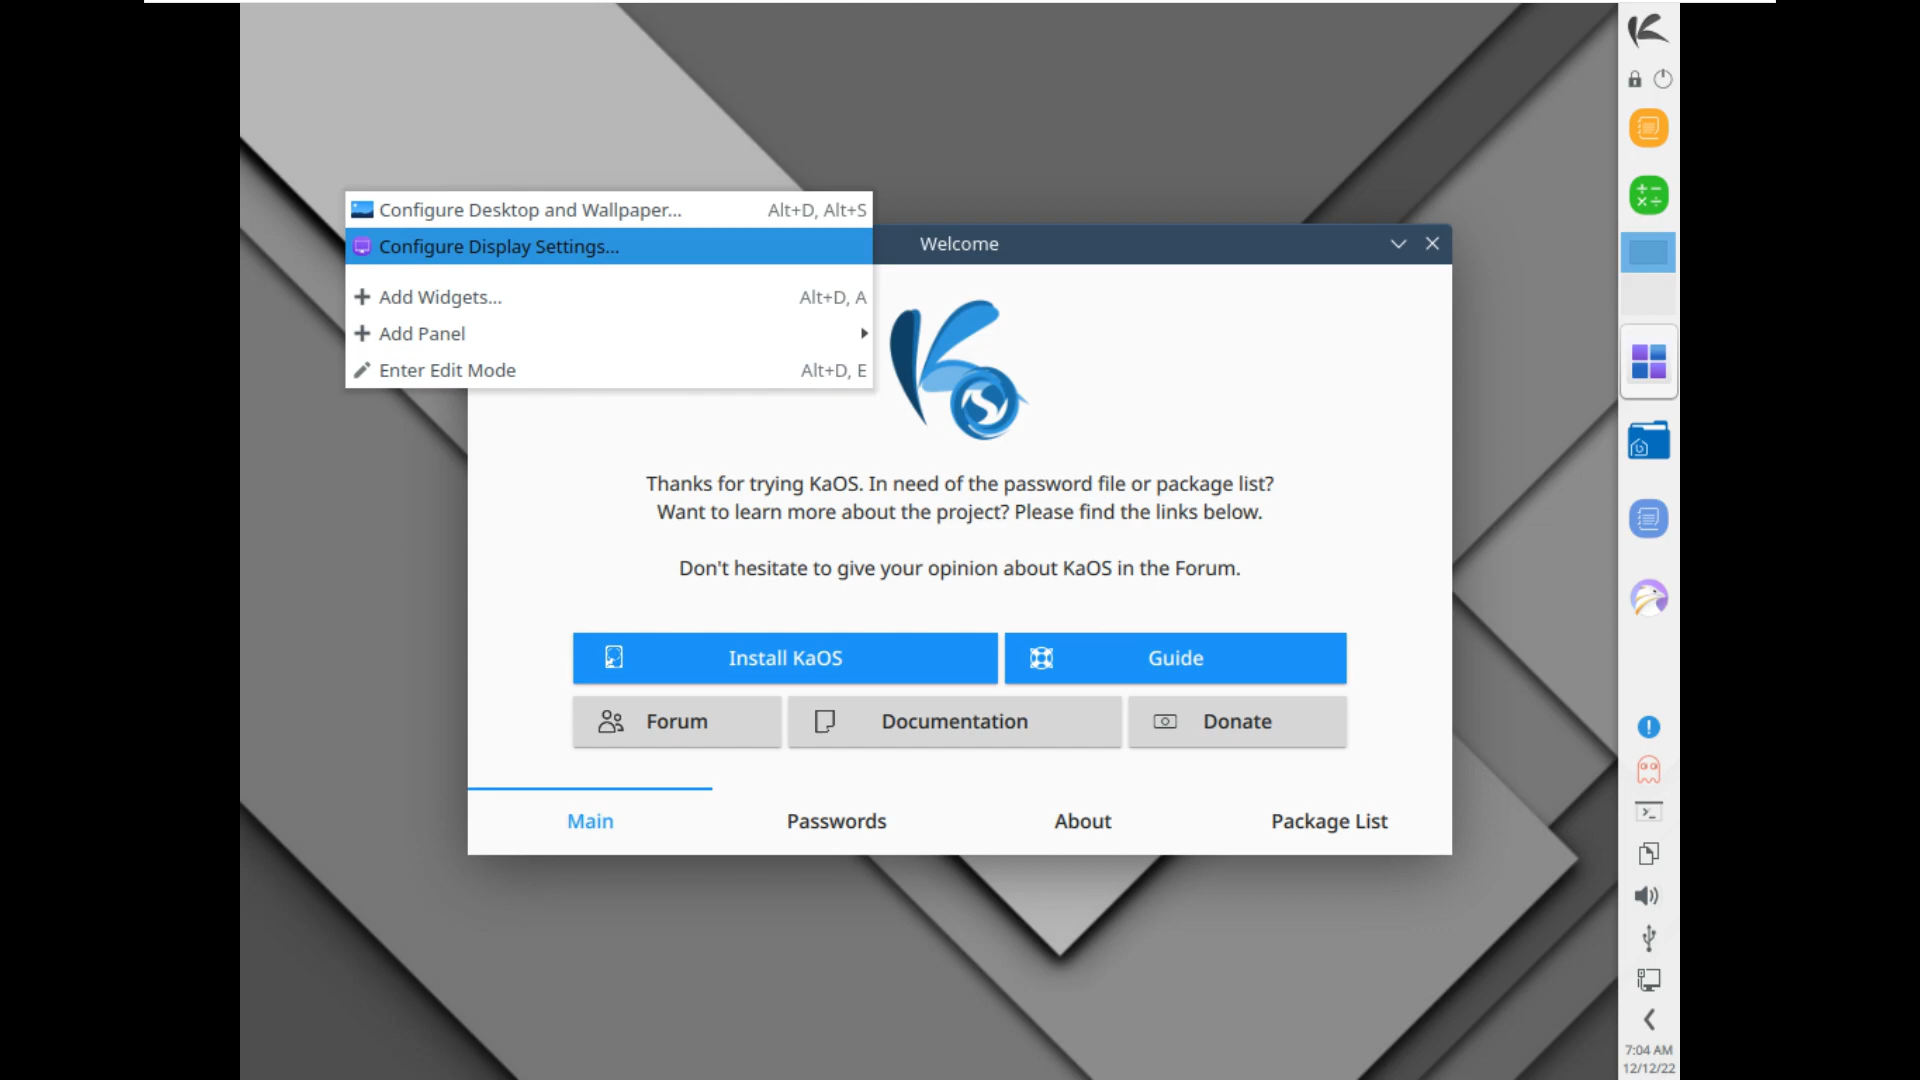 Configure Desktop and Wallpaper... Alt+D, Alt+S
Configure Display Settings...
Add Widgets... Alt+D, A
Add Panel
Enter Edit Mode Alt+D, E
Welcome
Thanks for trying KaOS. In need of the password file or package list?
Want to learn more about the project? Please find the links below.
Don't hesitate to give your opinion about KaOS in the Forum.
Install KaOS Guide
Forum Documentation Donate
Main Passwords About Package List
7:04 AM
12/12/22